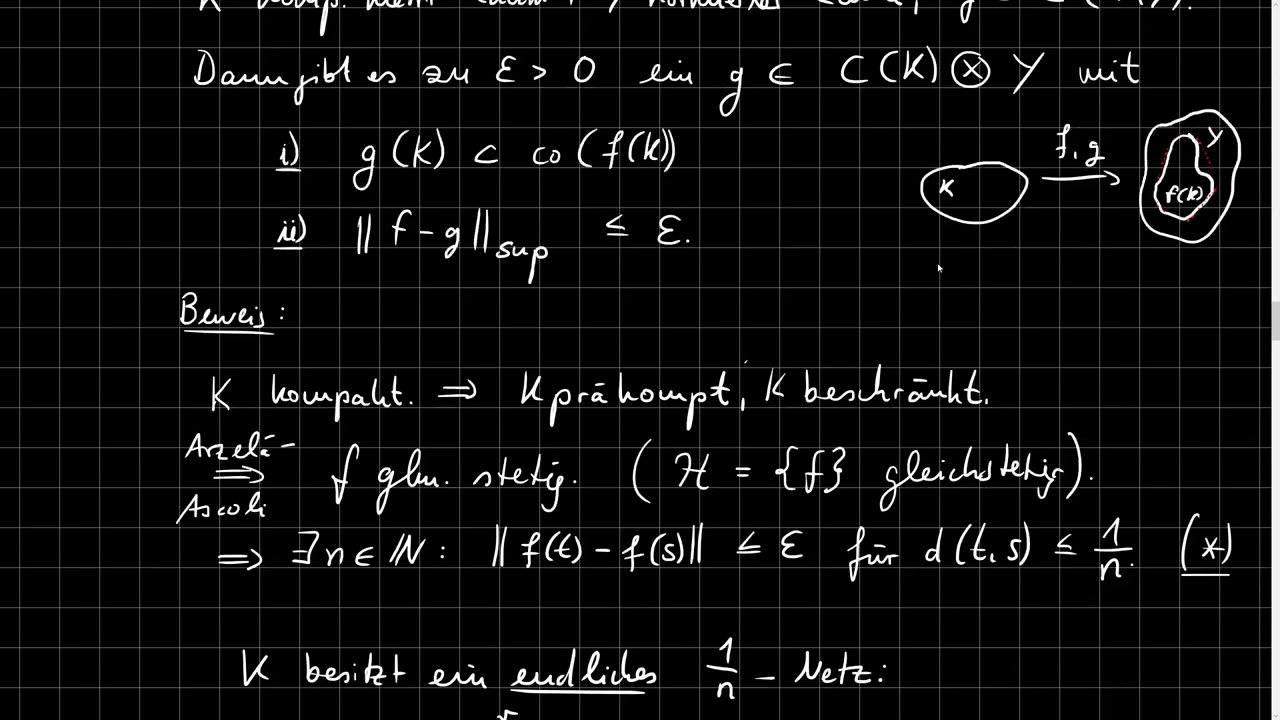 Dann gibt es zu ε > 0 ein g ∈ C(K) ⊗ Y mit
i) g(K) ⊂ co(f(K))
ii) ‖f-g‖sup ≤ ε.
K
f, g
Y
f(K)
Beweis:
K kompakt. ⇒ K präkompt, K beschränkt.
Arzelā-
Ascoli
⇒ f glm. stetig. (H = {f} gleichstetig).
⇒ ∃ n ∈ ℕ: ‖f(t) - f(s)‖ ≤ ε für d(t,s) ≤ 1/n. (*)
K besitzt ein endliches 1/n - Netz: